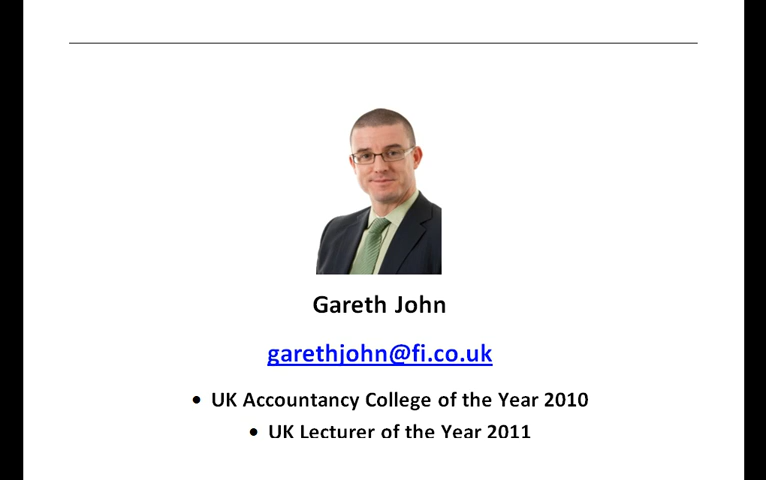 Gareth John
garethjohn@fi.co.uk
• UK Accountancy College of the Year 2010
• UK Lecturer of the Year 2011